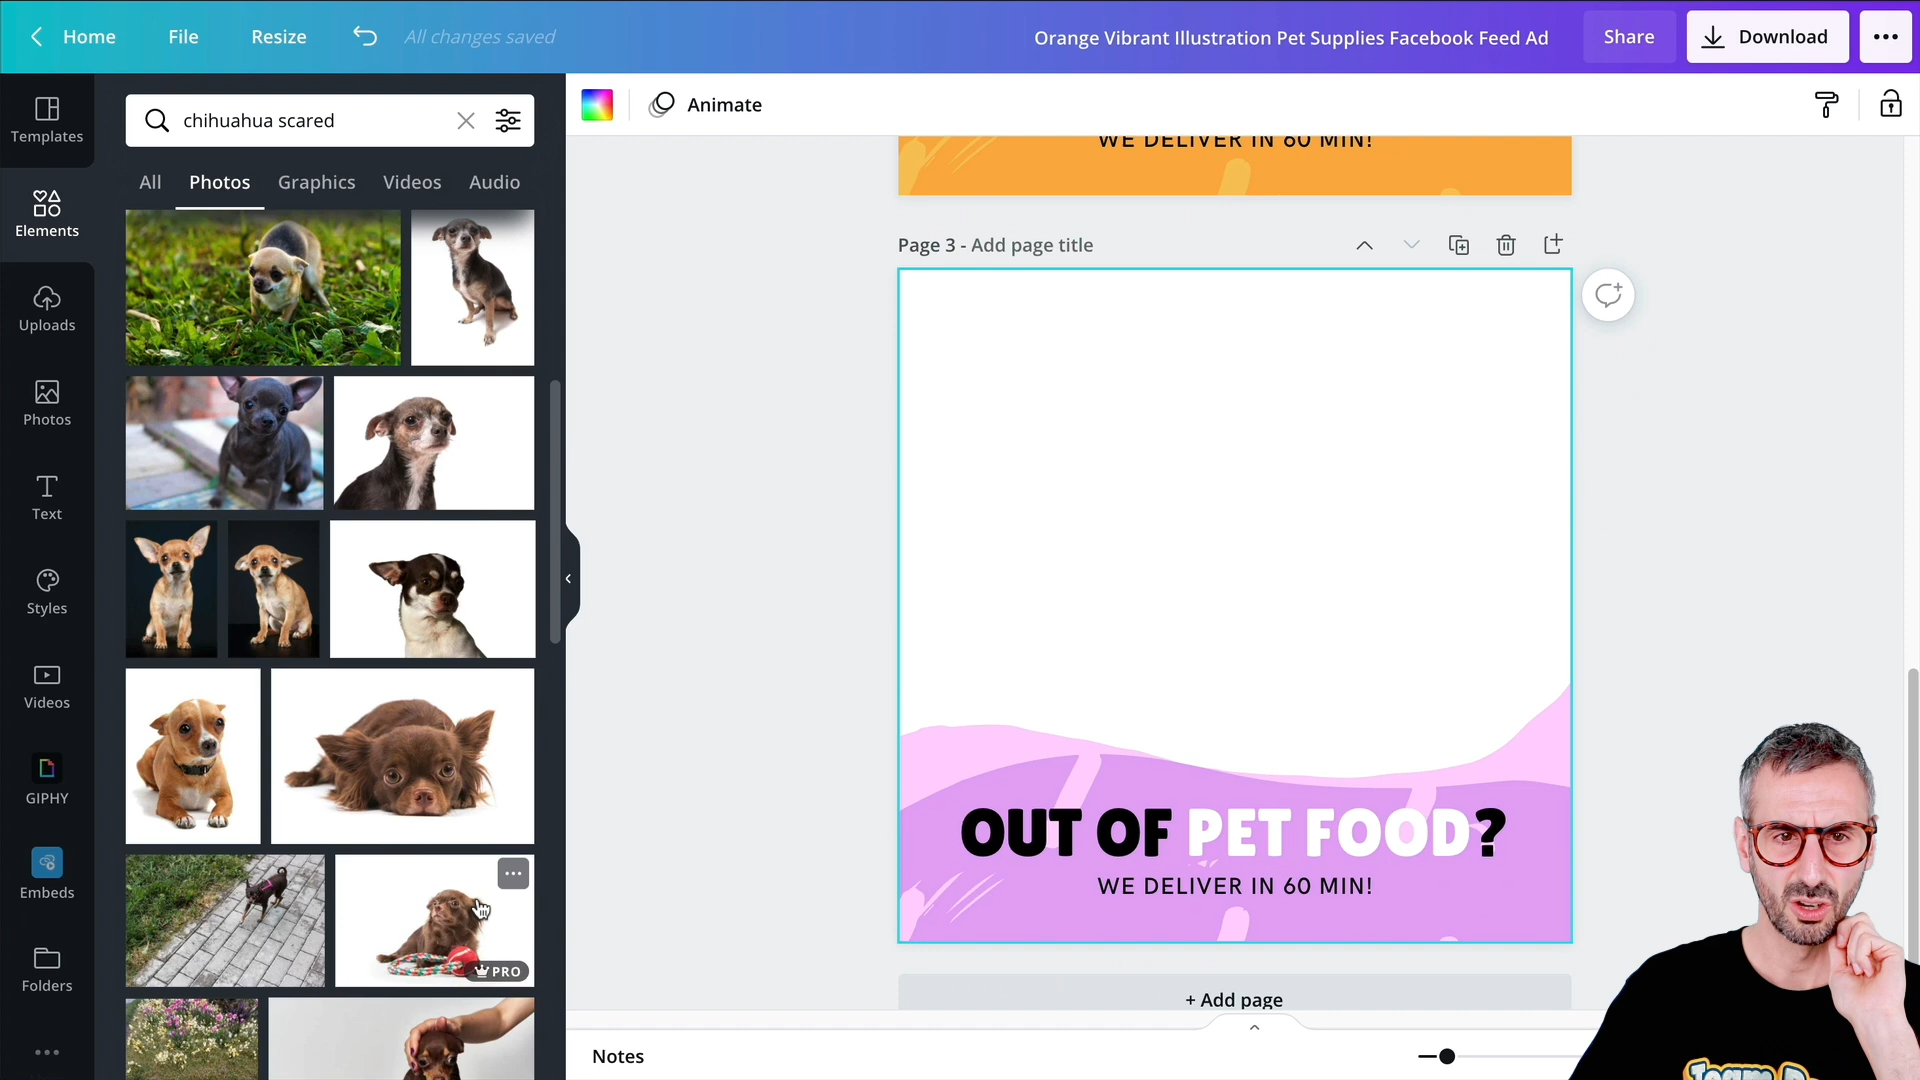 Home
File
Resize
All changes saved
Orange Vibrant Illustration Pet Supplies Facebook Feed Ad
Share
Download
Templates
Elements
Uploads
Photos
Text
Styles
Videos
GIPHY
Embeds
Folders
chihuahua scared
All
Photos
Graphics
Videos
Audio
PRO
Animate
WE DELIVER IN 60 MIN!
Page 3 - Add page title
OUT OF PET FOOD?
WE DELIVER IN 60 MIN!
+ Add page
Notes